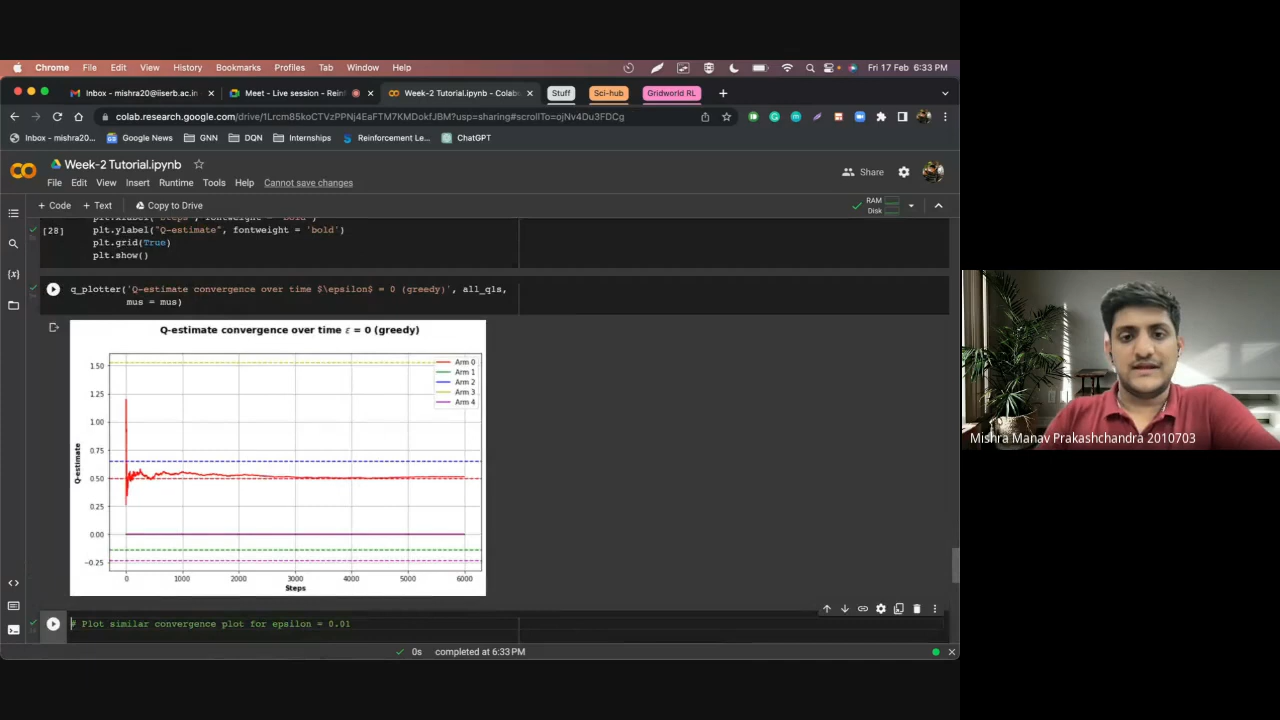 Chrome File Edit View History Bookmarks Profiles Tab Window Help Fri 17 Feb 6:33 PM
Inbox - mishra20@iiserb.ac.in Meet - Live session - Rein Week-2 Tutorial.ipynb - Colab Stuff Sci-hub Gridworld RL
colab.research.google.com/drive/1Lrcm85koCTVzPPNj4EaFTM7KMDokfJBM?usp=sharing#scrollTo=ojNv4Du3FDCg
Inbox - mishra20... Google News GNN DQN Internships Reinforcement Le... ChatGPT
Week-2 Tutorial.ipynb
File Edit View Insert Runtime Tools Help Cannot save changes
Share
+ Code + Text Copy to Drive
RAM
Disk
[28]
plt.ylabel("Q-estimate", fontweight = 'bold')
plt.grid(True)
plt.show()
q_plotter('Q-estimate convergence over time $\epsilon$ = 0 (greedy)', all_q1s,
mus = mus)
Q-estimate convergence over time ε = 0 (greedy)
1.50
1.25
1.00
0.75
0.50
0.25
0.00
−0.25
Q-estimate
Arm 0
Arm 1
Arm 2
Arm 3
Arm 4
0 1000 2000 3000 4000 5000 6000
Steps
# Plot similar convergence plot for epsilon = 0.01
0s completed at 6:33 PM
Mishra Manav Prakashchandra 2010703